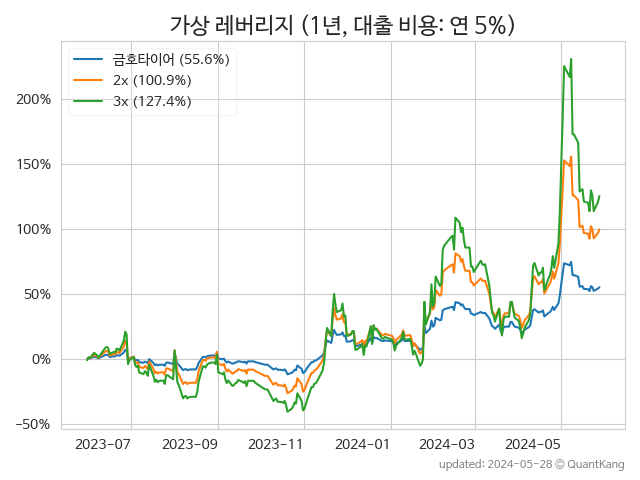 가상 레버리지 (1년, 대출 비용: 연 5%)
금호타이어 (55.6%)
2x (100.9%)
3x (127.4%)
200%
150%
100%
50%
0%
−50%
2023-07 2023-09 2023-11 2024-01 2024-03 2024-05
updated: 2024-05-28 © QuantKang